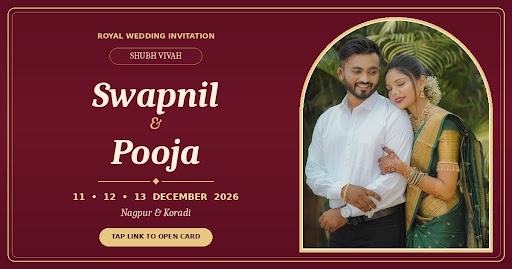 ROYAL WEDDING INVITATION
SHUBH VIVAH
Swapnil
&
Pooja
11 • 12 • 13 DECEMBER 2026
Nagpur & Koradi
TAP LINK TO OPEN CARD